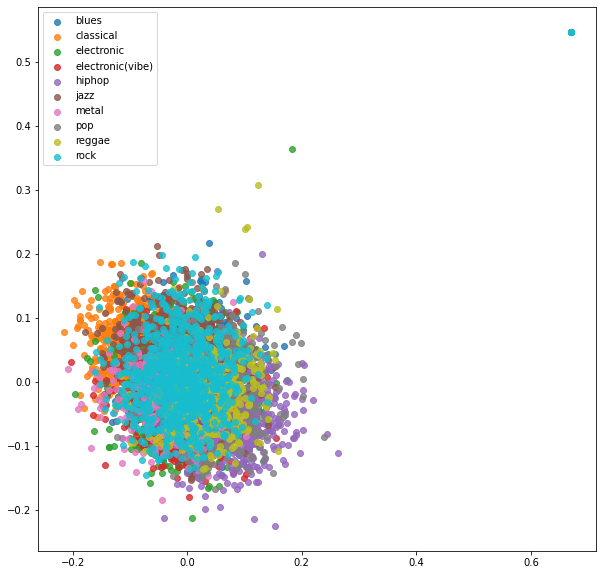 blues
classical
electronic
electronic(vibe)
hiphop
jazz
metal
pop
reggae
rock
0.5
0.4
0.3
0.2
0.1
0.0
−0.1
−0.2
−0.2 0.0 0.2 0.4 0.6